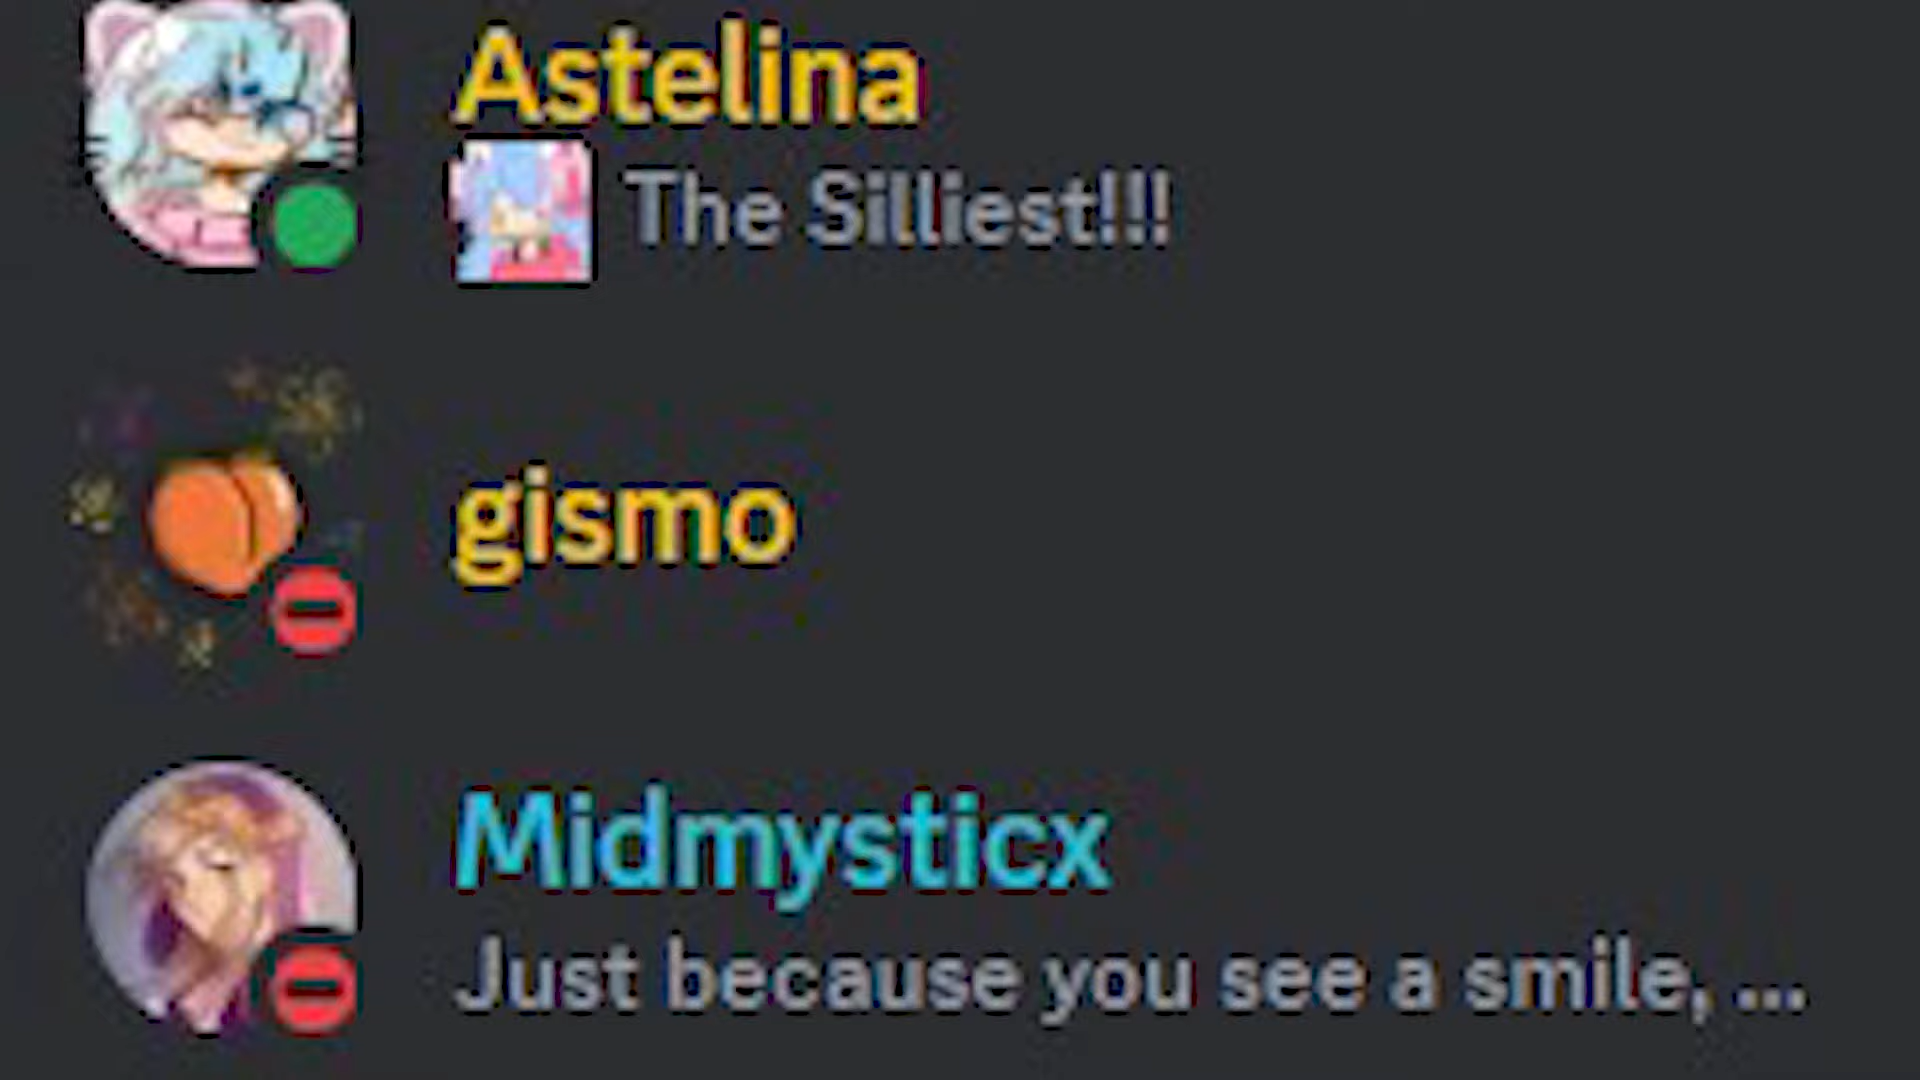 Astelina
The Silliest!!!
gismo
Midmysticx
Just because you see a smile, ...